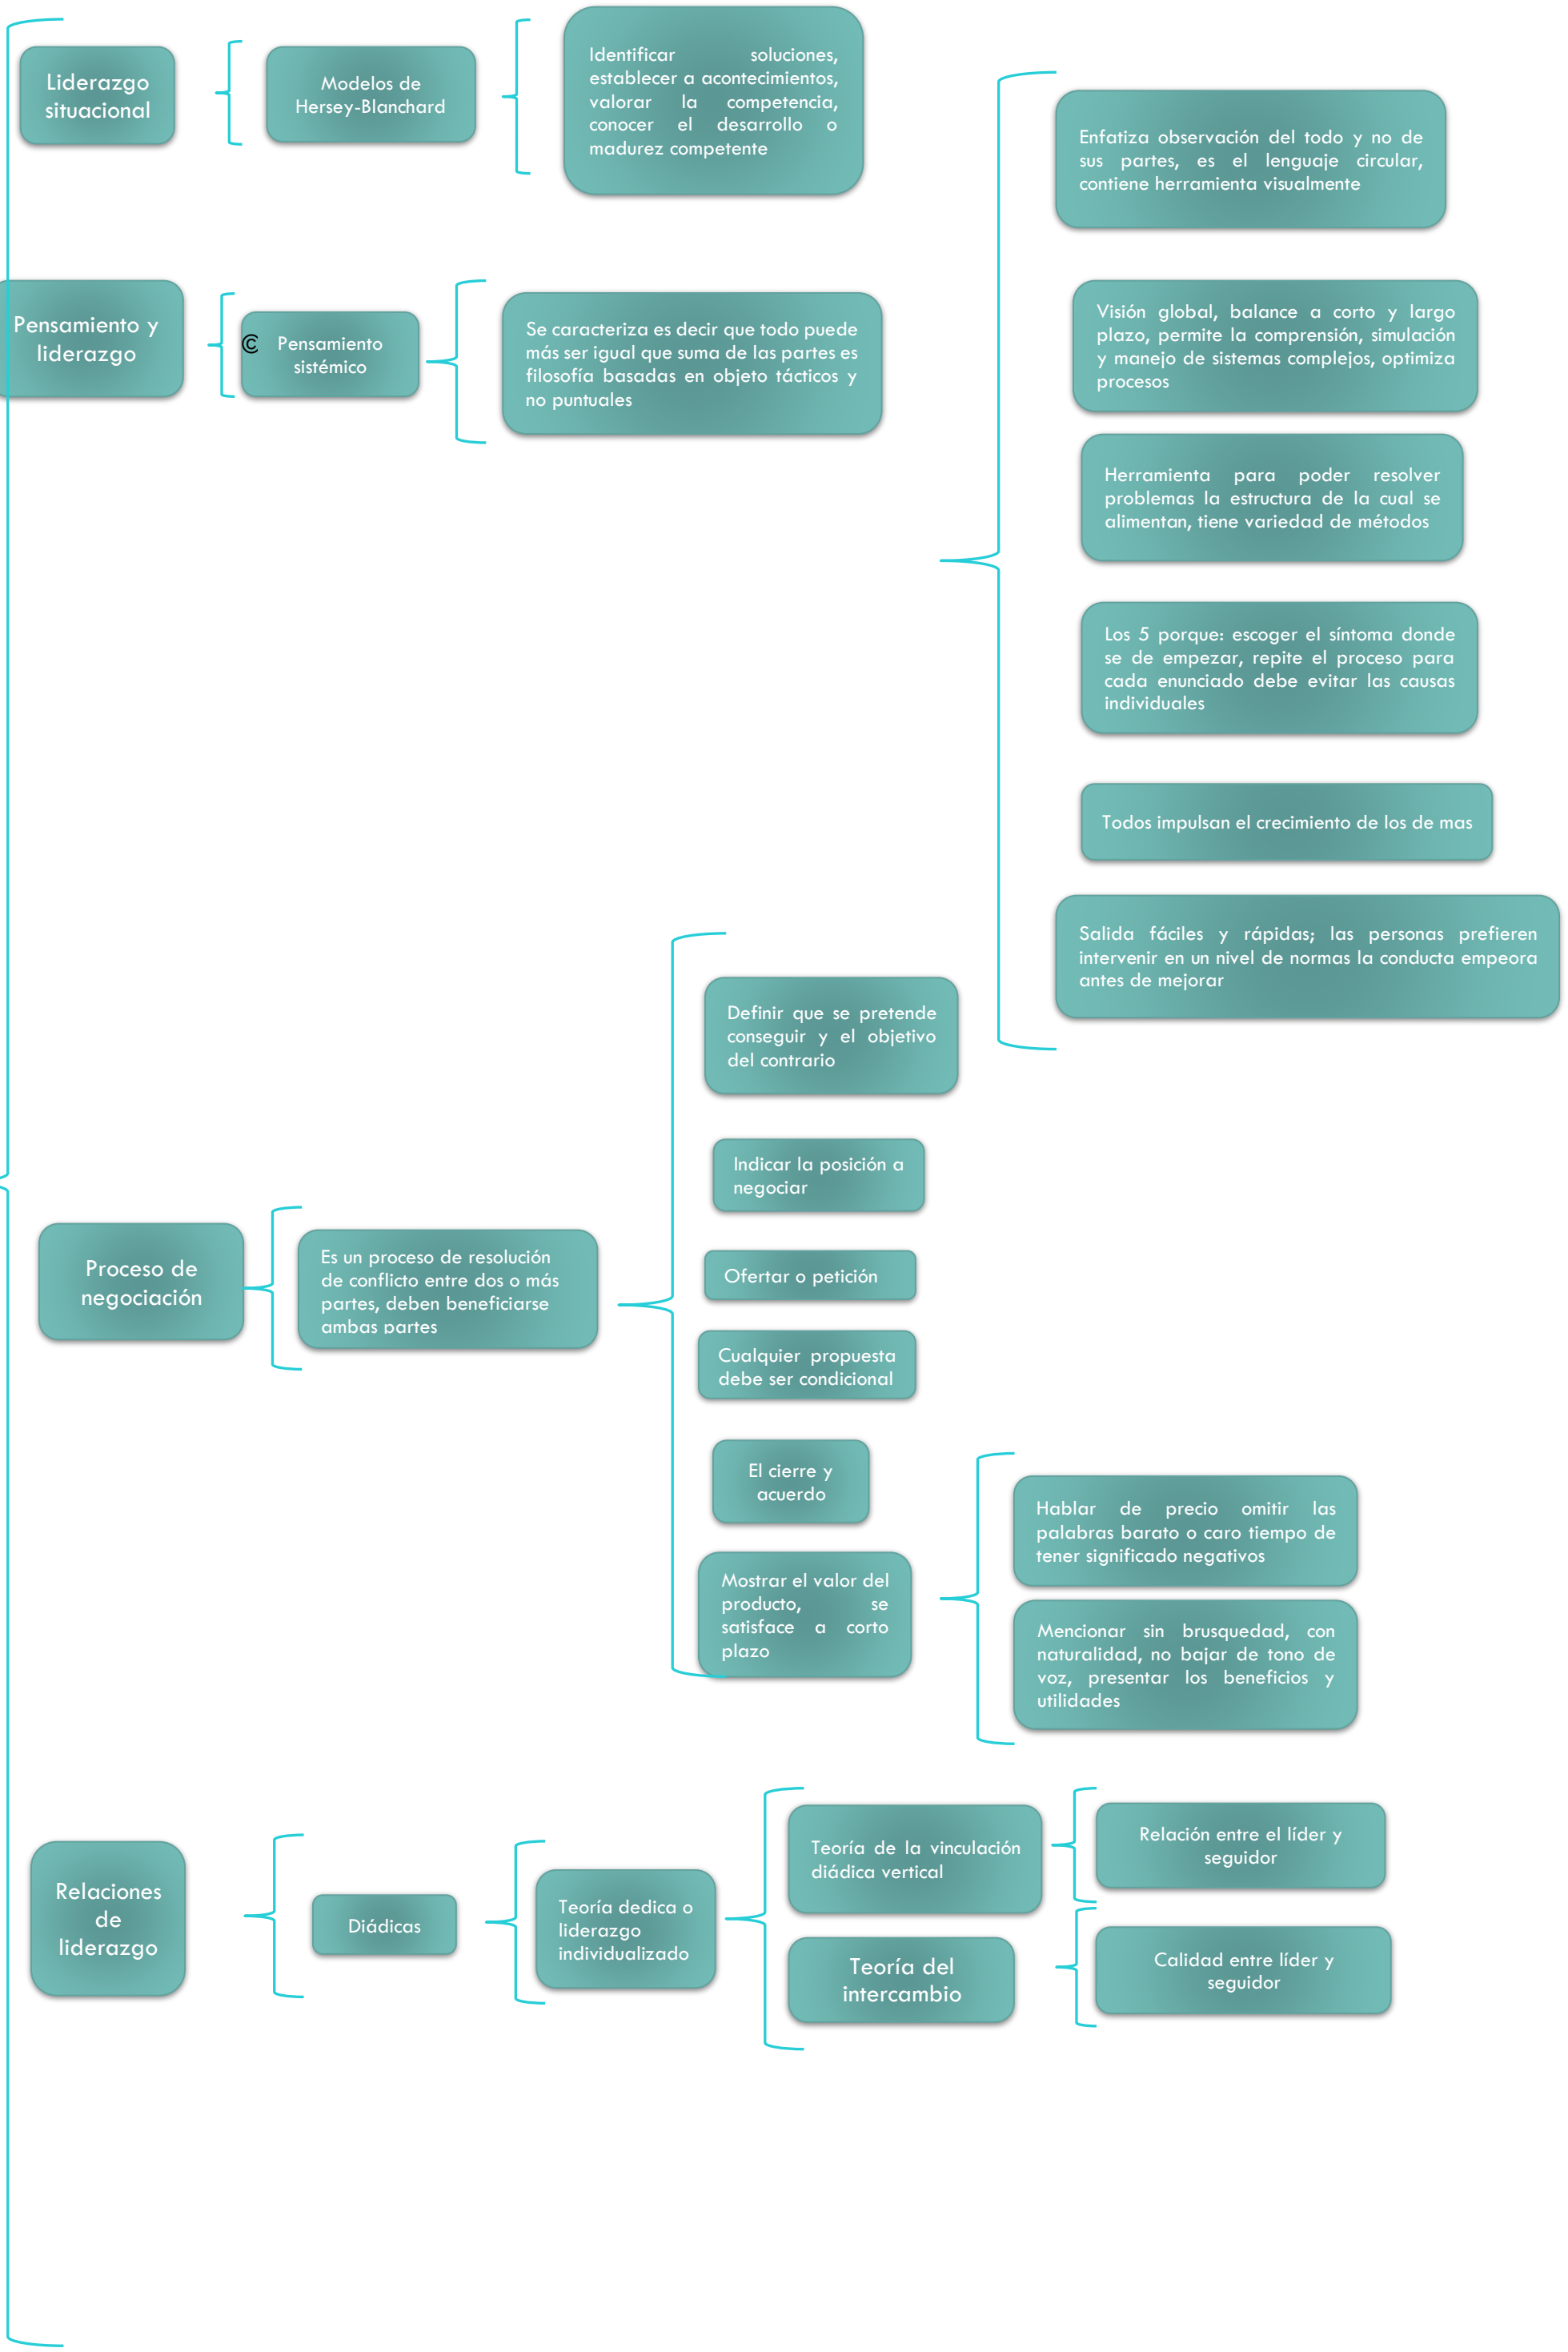 Liderazgo
situacional
Modelos de
Hersey-Blanchard
Identificar soluciones,
establecer a acontecimientos,
valorar la competencia,
conocer el desarrollo o
madurez competente
Pensamiento y
liderazgo
©
Pensamiento
sistémico
Se caracteriza es decir que todo puede
más ser igual que suma de las partes es
filosofía basadas en objeto tácticos y
no puntuales
Enfatiza observación del todo y no de
sus partes, es el lenguaje circular,
contiene herramienta visualmente
Visión global, balance a corto y largo
plazo, permite la comprensión, simulación
y manejo de sistemas complejos, optimiza
procesos
Herramienta para poder resolver
problemas la estructura de la cual se
alimentan, tiene variedad de métodos
Los 5 porque: escoger el síntoma donde
se de empezar, repite el proceso para
cada enunciado debe evitar las causas
individuales
Todos impulsan el crecimiento de los de mas
Salida fáciles y rápidas; las personas prefieren
intervenir en un nivel de normas la conducta empeora
antes de mejorar
Proceso de
negociación
Es un proceso de resolución
de conflicto entre dos o más
partes, deben beneficiarse
ambas partes
Definir que se pretende
conseguir y el objetivo
del contrario
Indicar la posición a
negociar
Ofertar o petición
Cualquier propuesta
debe ser condicional
El cierre y
acuerdo
Mostrar el valor del
producto, se
satisface a corto
plazo
Hablar de precio omitir las
palabras barato o caro tiempo de
tener significado negativos
Mencionar sin brusquedad, con
naturalidad, no bajar de tono de
voz, presentar los beneficios y
utilidades
Relaciones
de
liderazgo
Diádicas
Teoría dedica o
liderazgo
individualizado
Teoría de la vinculación
diádica vertical
Relación entre el líder y
seguidor
Teoría del
intercambio
Calidad entre líder y
seguidor